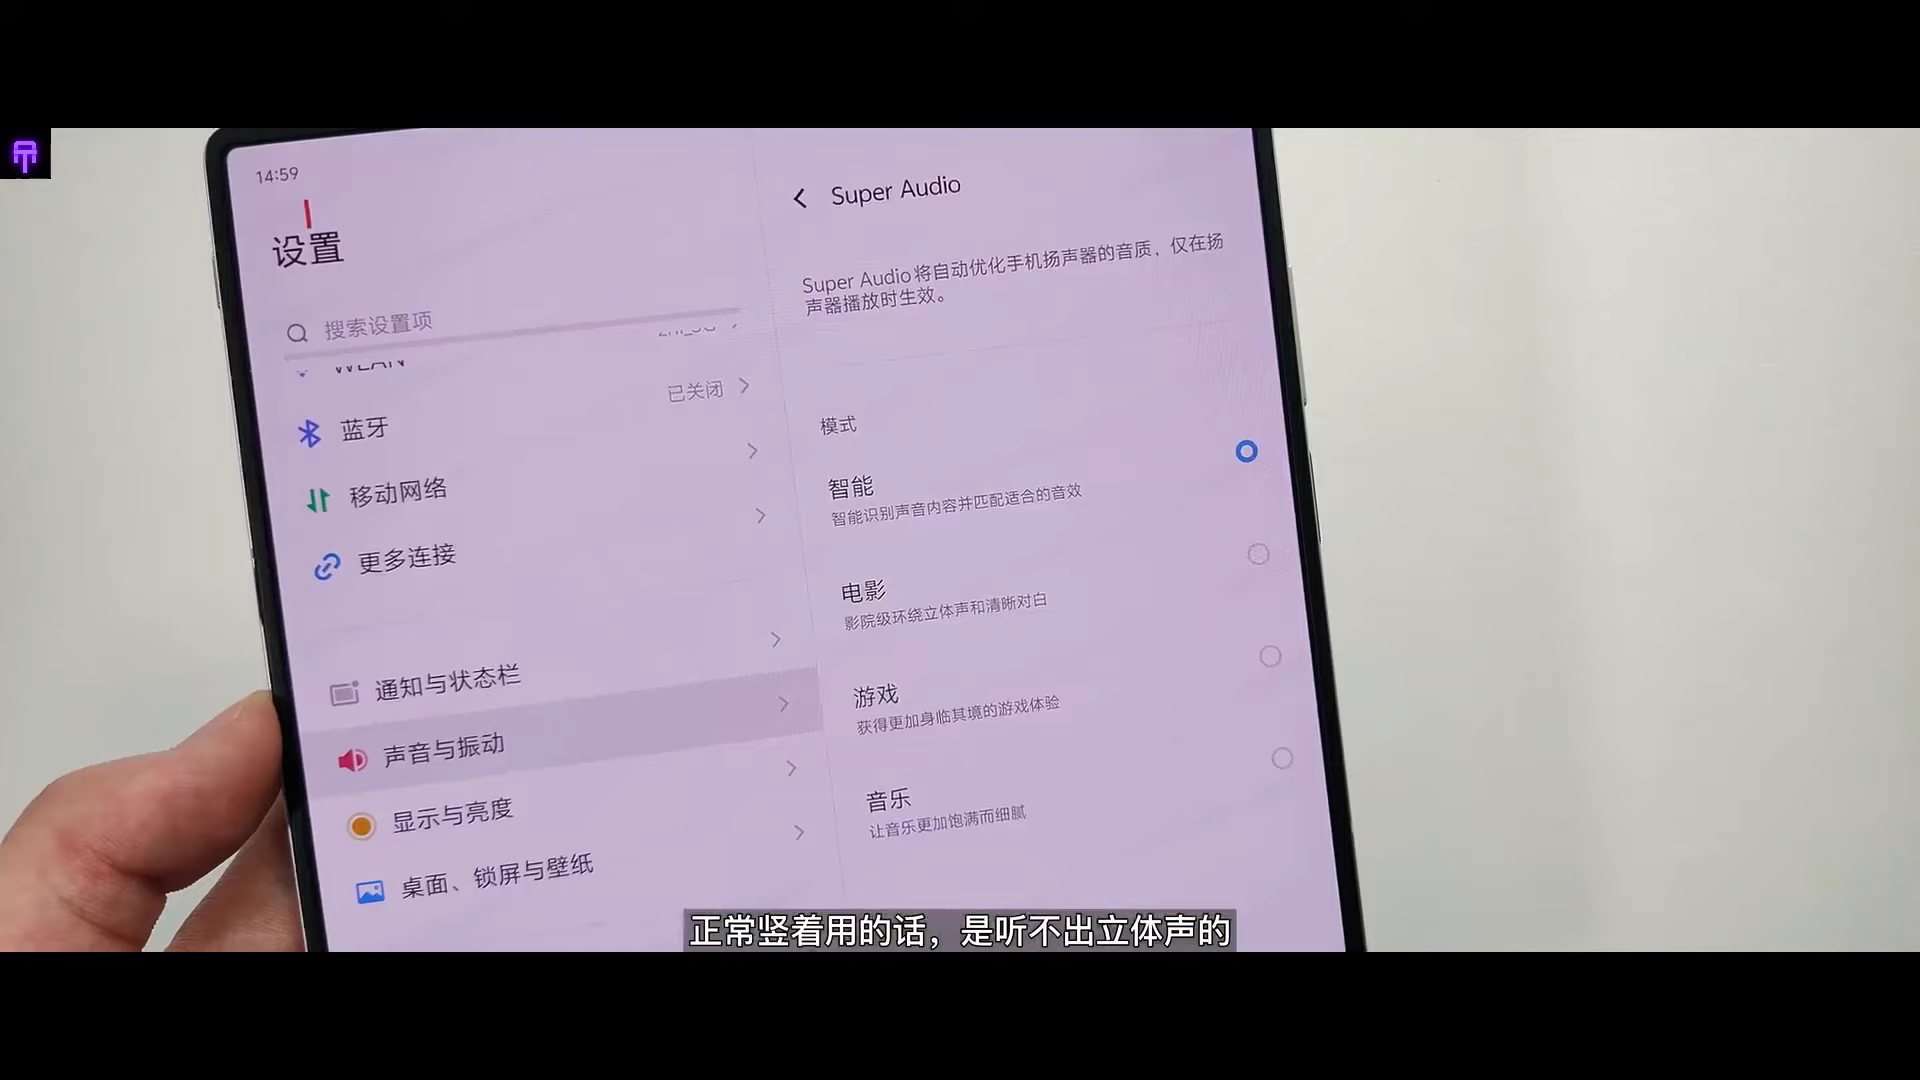 14:59
设置
搜索设置项
WLAN
蓝牙
已关闭
移动网络
更多连接
通知与状态栏
声音与振动
显示与亮度
桌面、锁屏与壁纸
Super Audio
Super Audio将自动优化手机扬声器的音质，仅在扬
声器播放时生效。
模式
智能
智能识别声音内容并匹配适合的音效
电影
影院级环绕立体声和清晰对白
游戏
获得更加身临其境的游戏体验
音乐
让音乐更加饱满而细腻
正常竖着用的话，是听不出立体声的